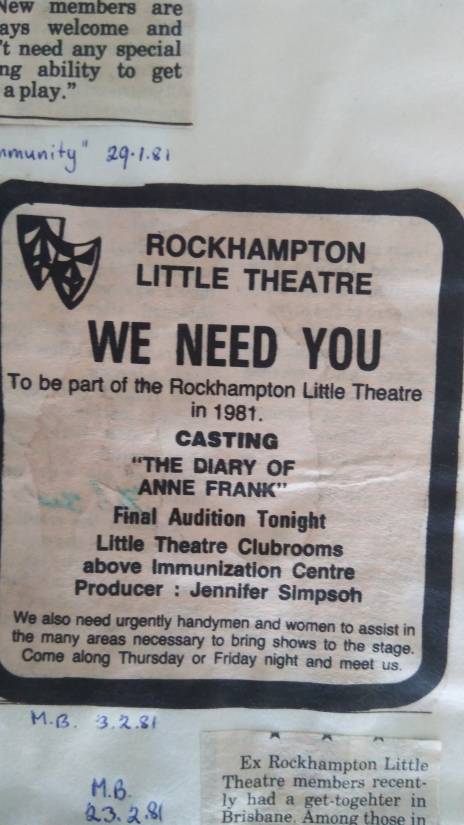 New members are
ays welcome and
't need any special
ng ability to get
a play."
mmunity" 29.1.81
ROCKHAMPTON
LITTLE THEATRE
WE NEED YOU
To be part of the Rockhampton Little Theatre
in 1981.
CASTING
"THE DIARY OF
ANNE FRANK"
Final Audition Tonight
Little Theatre Clubrooms
above Immunization Centre
Producer : Jennifer Simpson
We also need urgently handymen and women to assist in
the many areas necessary to bring shows to the stage.
Come along Thursday or Friday night and meet us.
M.B. 3.2.81
M.B.
23.2.81
Ex Rockhampton Little
Theatre members recent-
ly had a get-togehter in
Brisbane. Among those in